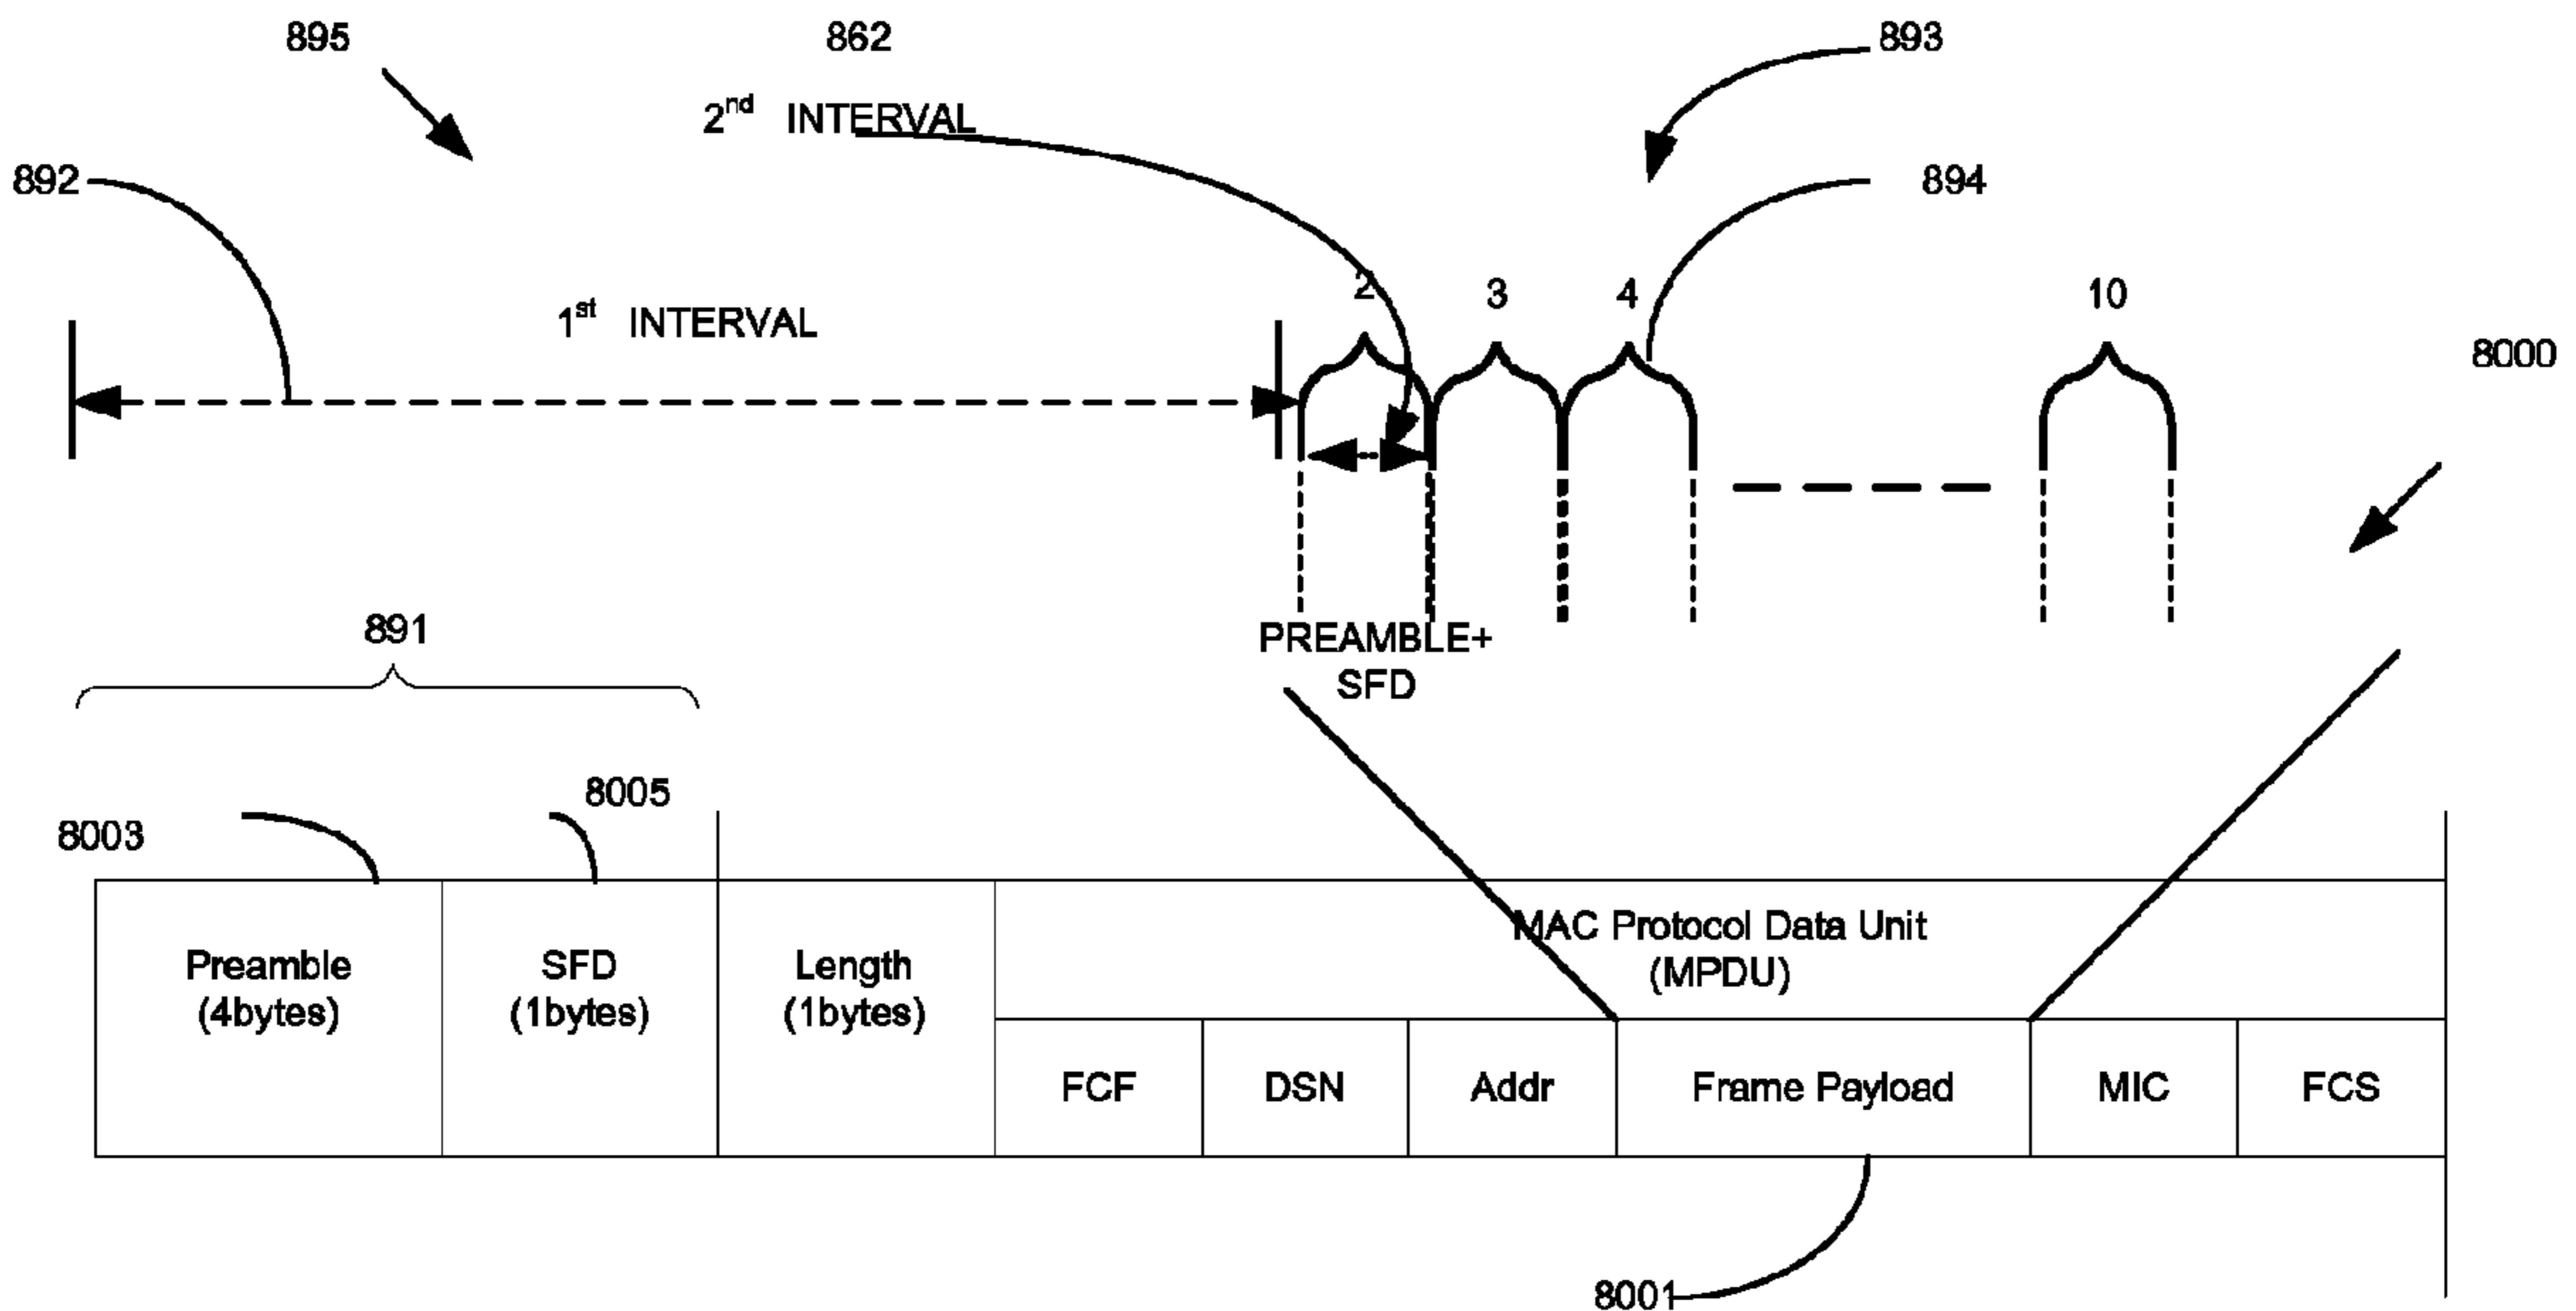 895
862
893
2nd INTERVAL
892
894
2
3
4
10
1st INTERVAL
8000
PREAMBLE+
SFD
891
8005
8003
Preamble
(4bytes)
SFD
(1bytes)
Length
(1bytes)
MAC Protocol Data Unit
(MPDU)
FCF
DSN
Addr
Frame Payload
MIC
FCS
8001